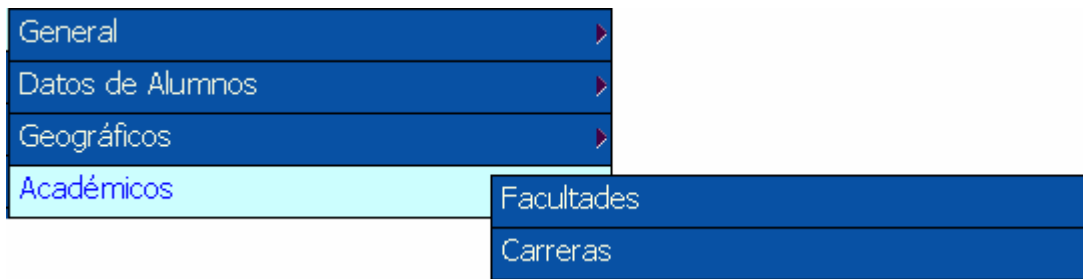 General
Datos de Alumnos
Geográficos
Académicos
Facultades
Carreras